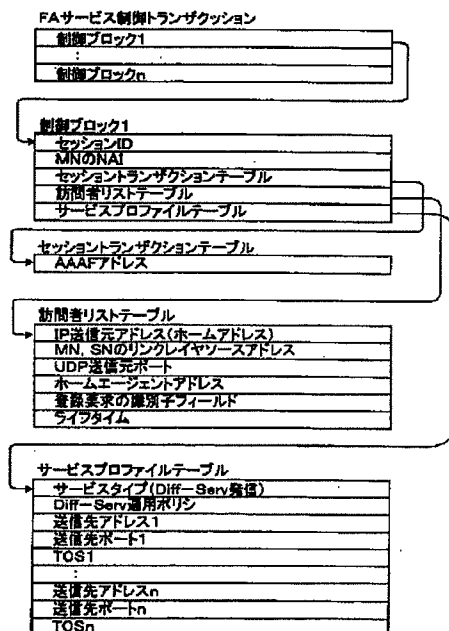 FAサービス制御トランザクッション
制御ブロック1
:
制御ブロックn
制御ブロック1
セッションID
MNのNAI
セッショントランザクションテーブル
訪問者リストテーブル
サービスプロファイルテーブル
セッショントランザクションテーブル
AAAFアドレス
訪問者リストテーブル
IP送信元アドレス(ホームアドレス)
MN, SNのリンクレイヤソースアドレス
UDP送信元ポート
ホームエージェントアドレス
登録要求の識別子フィールド
ライフタイム
サービスプロファイルテーブル
サービスタイプ(Diff-Serv発信)
Diff-Serv適用ポリシ
送信先アドレス1
送信先ポート1
TOS1
:
送信先アドレスn
送信先ポートn
TOSn